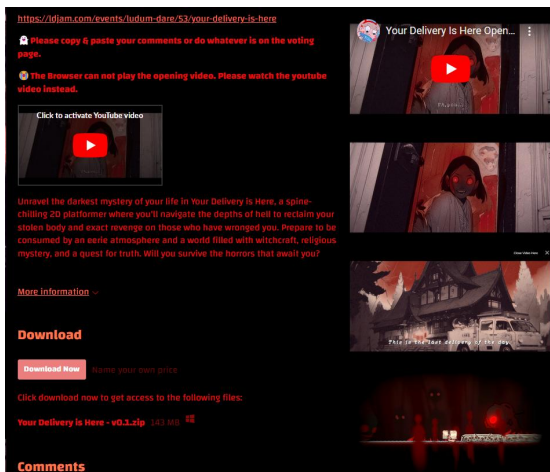 https://ldjam.com/events/ludum-dare/53/your-delivery-is-here
Please copy & paste your comments or do whatever is on the voting
page.
The Browser can not play the opening video. Please watch the youtube
video instead.
Click to activate YouTube video
Unravel the darkest mystery of your life in Your Delivery is Here, a spine-
chilling 2D platformer where you'll navigate the depths of hell to reclaim your
stolen body and exact revenge on those who have wronged you. Prepare to be
consumed by an eerie atmosphere and a world filled with witchcraft, religious
mystery, and a quest for truth. Will you survive the horrors that await you?
More information
Download
Download Now Name your own price
Click download now to get access to the following files:
Your Delivery is Here - v0.1.zip 143 MB
Comments
Your Delivery Is Here Open...
This is the last delivery of the day.